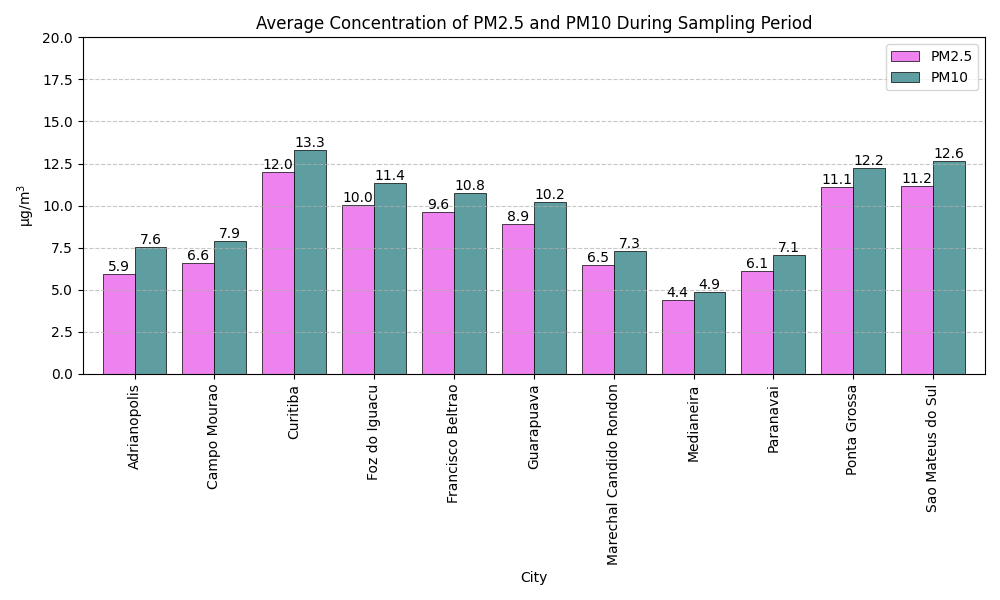 Average Concentration of PM2.5 and PM10 During Sampling Period
20.0
17.5
15.0
12.5
10.0
7.5
5.0
2.5
0.0
µg/m³
PM2.5
PM10
5.9 7.6
6.6 7.9
12.0 13.3
10.0 11.4
9.6 10.8
8.9 10.2
6.5 7.3
4.4 4.9
6.1 7.1
11.1 12.2
11.2 12.6
Adrianopolis
Campo Mourao
Curitiba
Foz do Iguacu
Francisco Beltrao
Guarapuava
Marechal Candido Rondon
Medianeira
Paranavai
Ponta Grossa
Sao Mateus do Sul
City